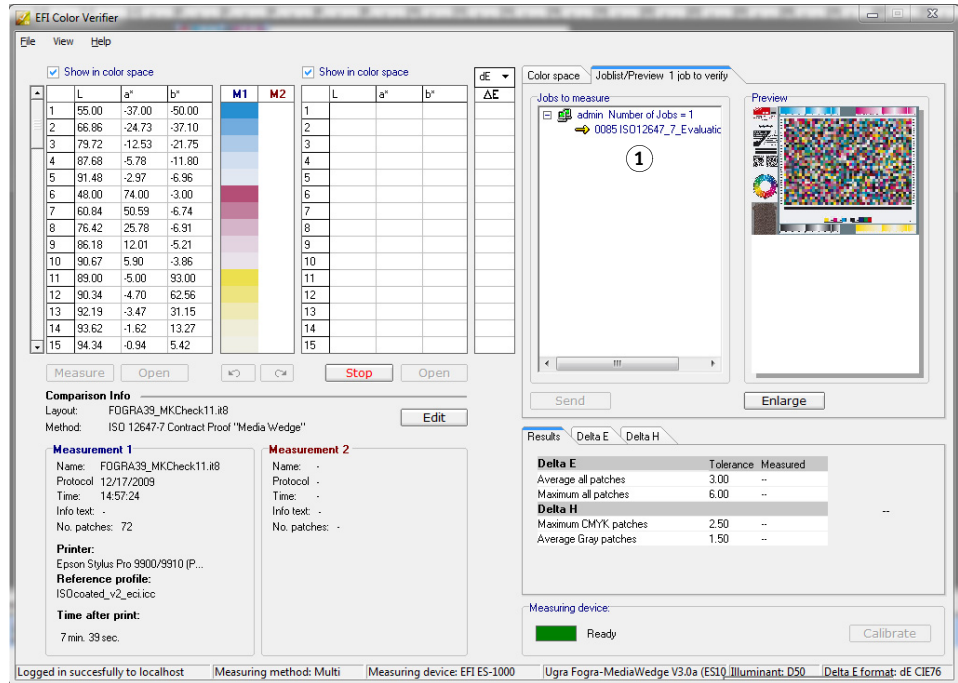 EFI Color Verifier
File View Help
Show in color space
Show in color space
dE
L a* b* M1 M2 L a* b* ΔE
1 55.00 -37.00 -50.00 1
2 66.86 -24.73 -37.10 2
3 79.72 -12.53 -21.75 3
4 87.68 -5.78 -11.80 4
5 91.48 -2.97 -6.96 5
6 48.00 74.00 -3.00 6
7 60.84 50.59 -6.74 7
8 76.42 25.78 -6.91 8
9 86.18 12.01 -5.21 9
10 90.67 5.90 -3.86 10
11 89.00 -5.00 93.00 11
12 90.34 -4.70 62.56 12
13 92.19 -3.47 31.15 13
14 93.62 -1.62 13.27 14
15 94.34 -0.94 5.42 15
Measure Open Stop Open
Comparison Info
Layout: FOGRA39_MKCheck11.it8
Method: ISO 12647-7 Contract Proof "Media Wedge"
Edit
Measurement 1
Name: FOGRA39_MKCheck11.it8
Protocol 12/17/2009
Time: 14:57:24
Info text: -
No. patches: 72
Printer:
Epson Stylus Pro 9900/9910 (P...
Reference profile:
ISOcoated_v2_eci.icc
Time after print:
7 min. 39 sec.
Measurement 2
Name: -
Protocol -
Time: -
Info text: -
No. patches: -
Color space Joblist/Preview 1 job to verify
Jobs to measure
admin Number of Jobs = 1
0085 ISO12647_7_Evaluatic
1
Send
Preview
Enlarge
Results Delta E Delta H
Delta E Tolerance Measured
Average all patches 3.00 --
Maximum all patches 6.00 --
Delta H --
Maximum CMYK patches 2.50 --
Average Gray patches 1.50 --
Measuring device:
Ready
Calibrate
Logged in succesfully to localhost Measuring method: Multi Measuring device: EFI ES-1000 Ugra Fogra-MediaWedge V3.0a (ES10 Illuminant: D50 Delta E format: dE CIE76